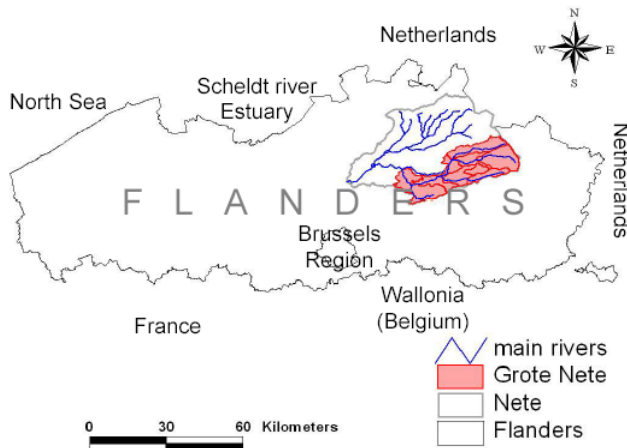 N
W E
S
Netherlands
Scheldt river
Estuary
North Sea
Netherlands
FLANDERS
Brussels
Region
Wallonia
(Belgium)
France
main rivers
Grote Nete
Nete
Flanders
0 30 60 Kilometers